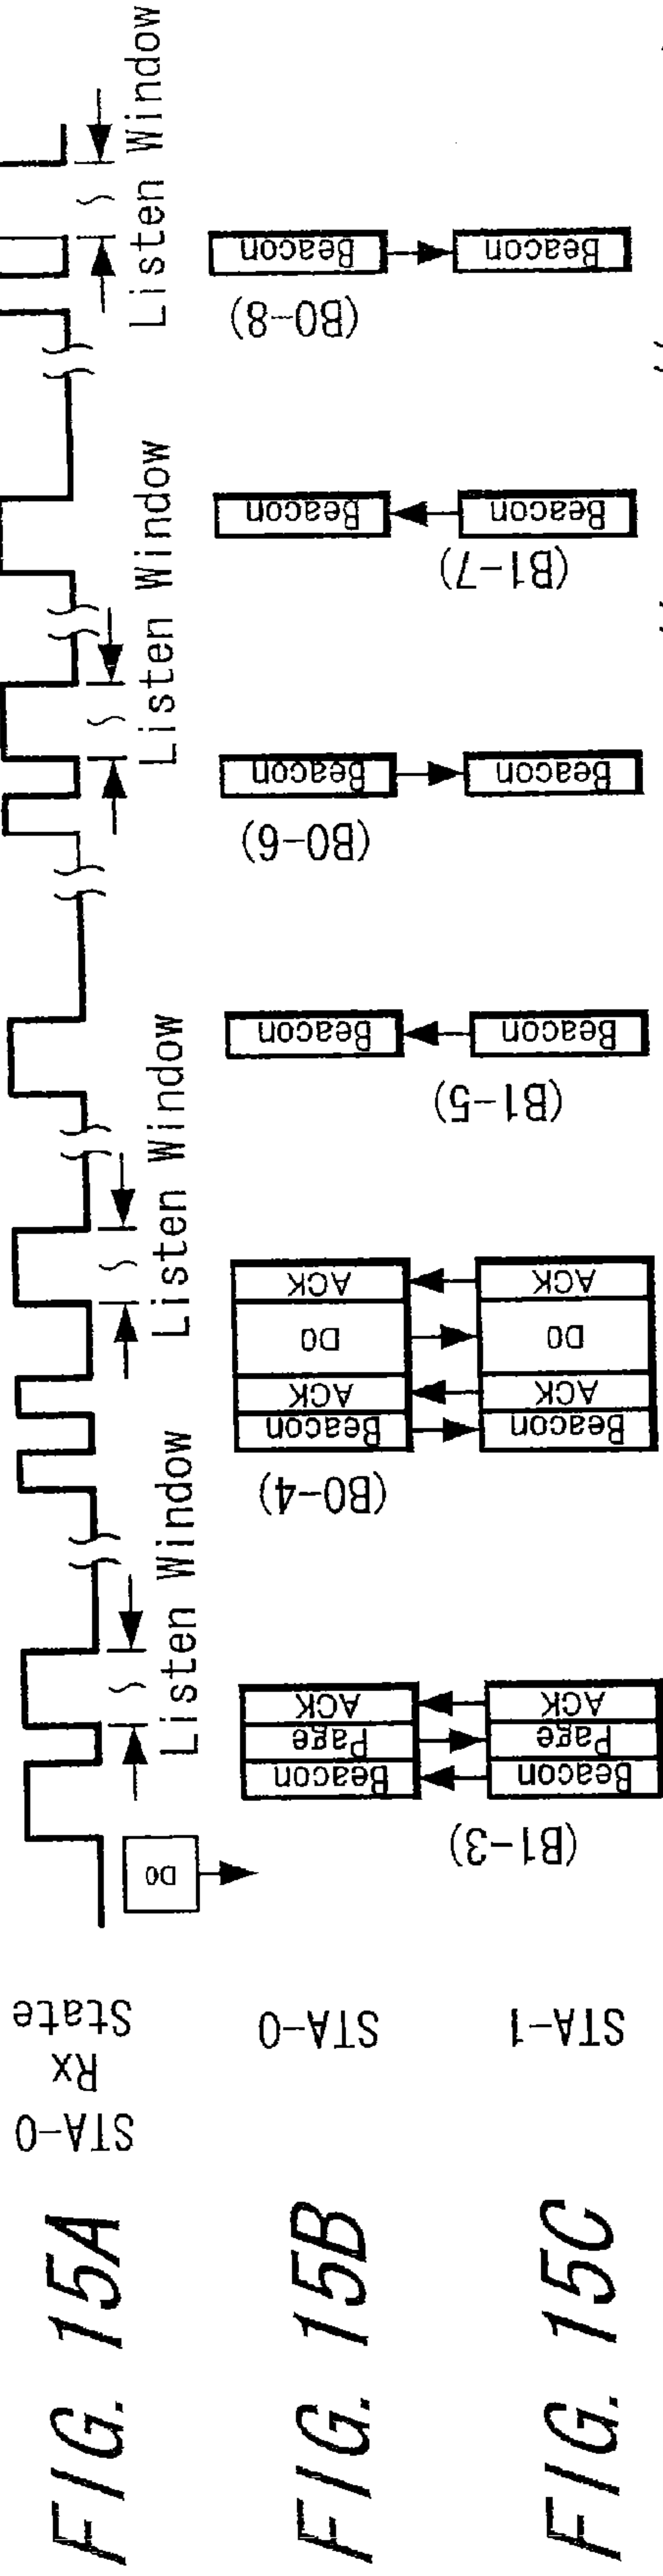 FIG. 15A
STA-0
Rx
State
D0
Listen Window
Listen Window
Listen Window
Listen Window
FIG. 15B
STA-0
Beacon
Page
ACK
(B0-4)
Beacon
ACK
D0
ACK
Beacon
(B0-6)
Beacon
Beacon
(B0-8)
Beacon
FIG. 15C
STA-1
(B1-3)
Beacon
Page
ACK
Beacon
ACK
D0
ACK
(B1-5)
Beacon
Beacon
(B1-7)
Beacon
Beacon